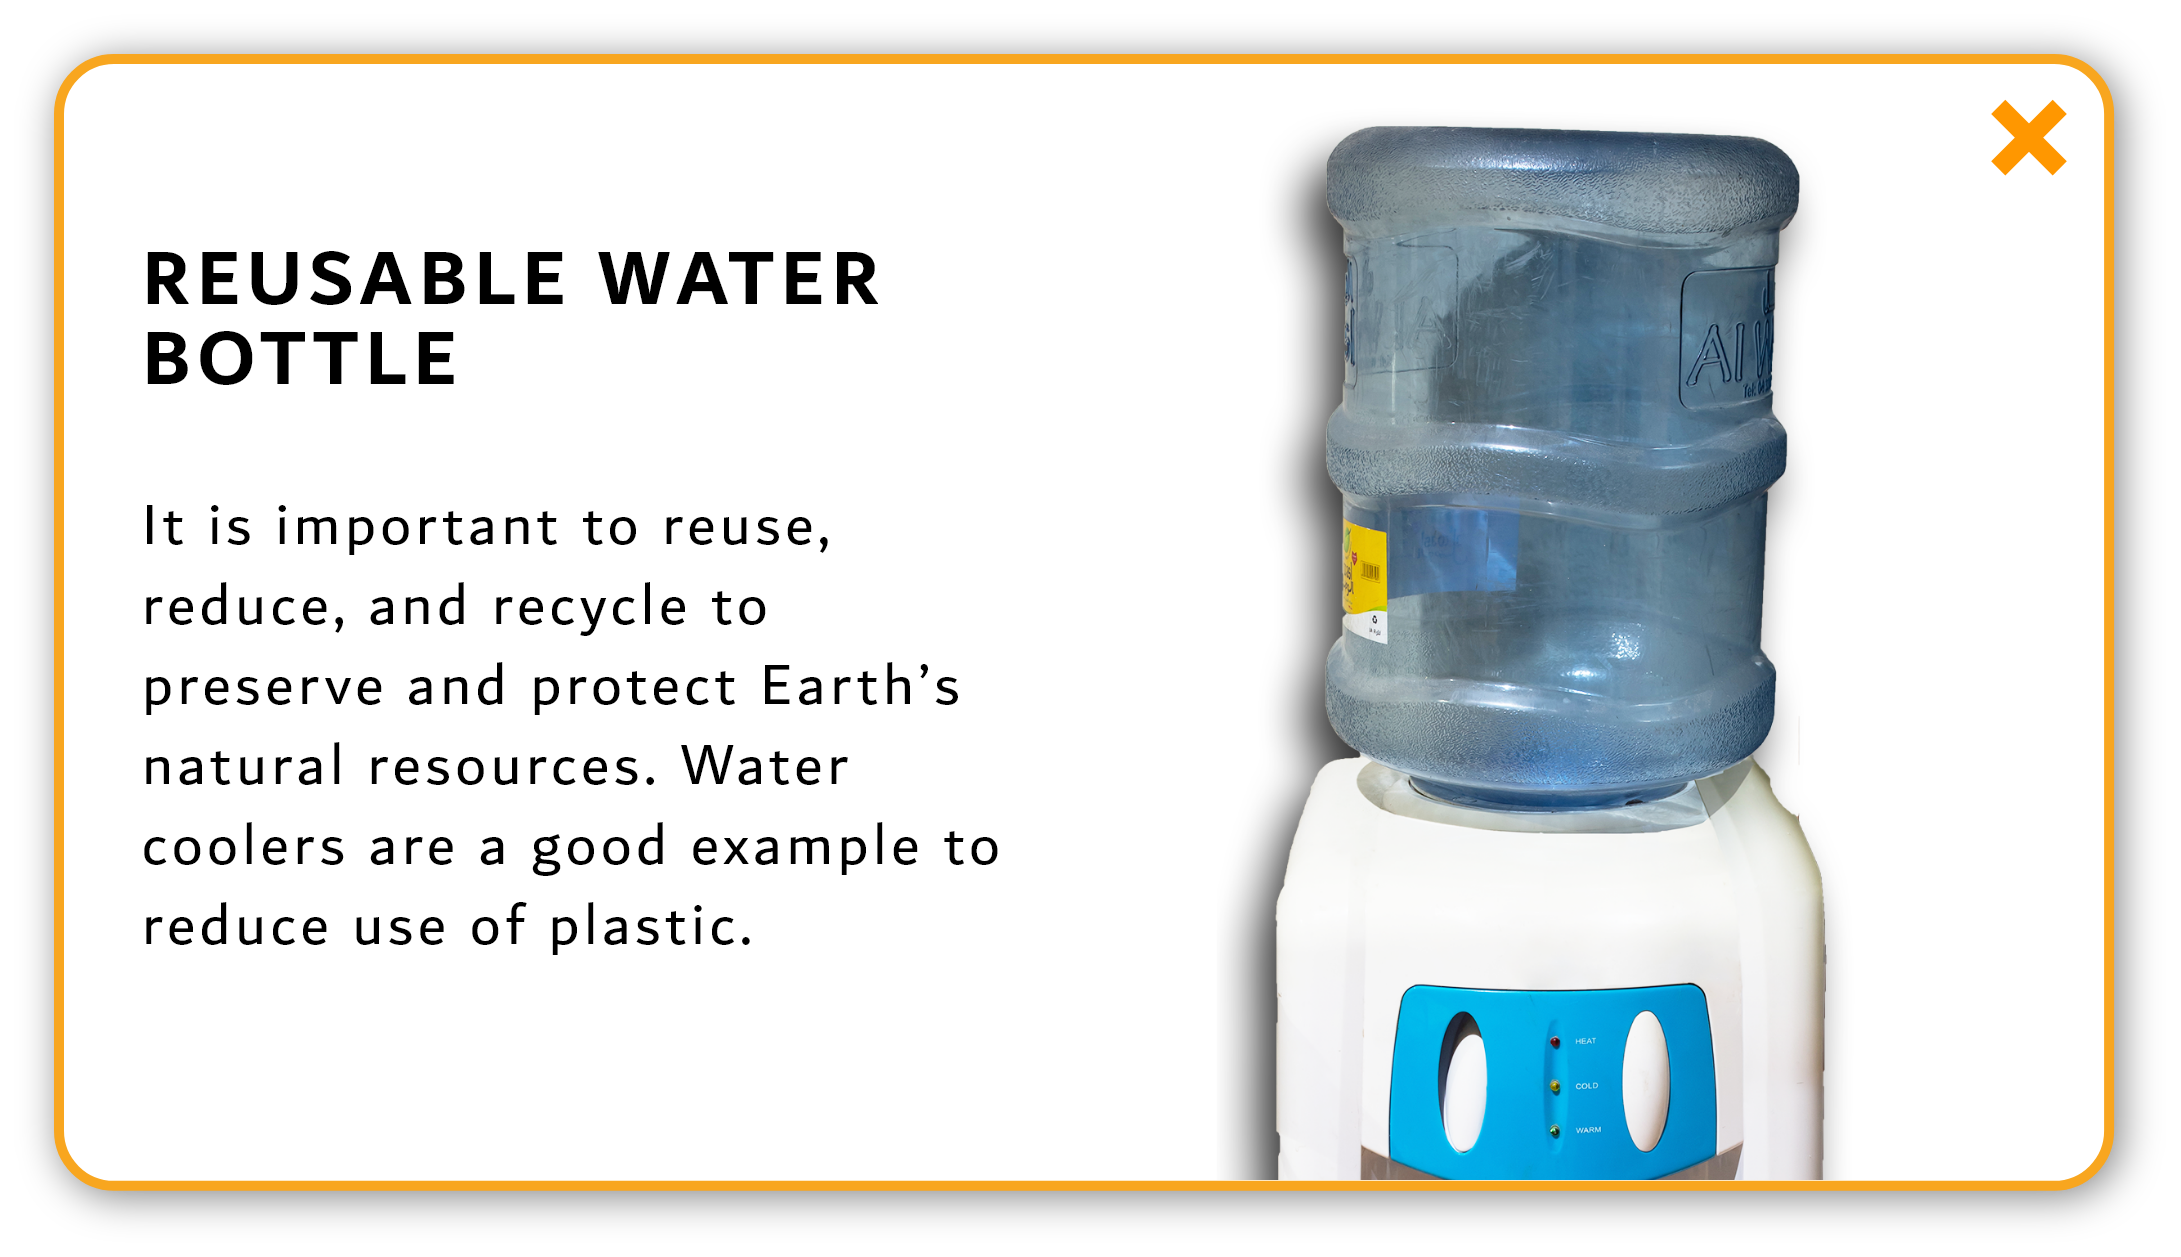 REUSABLE WATER
BOTTLE
It is important to reuse,
reduce, and recycle to
preserve and protect Earth’s
natural resources. Water
coolers are a good example to
reduce use of plastic.
Al
HEAT
COLD
WARM